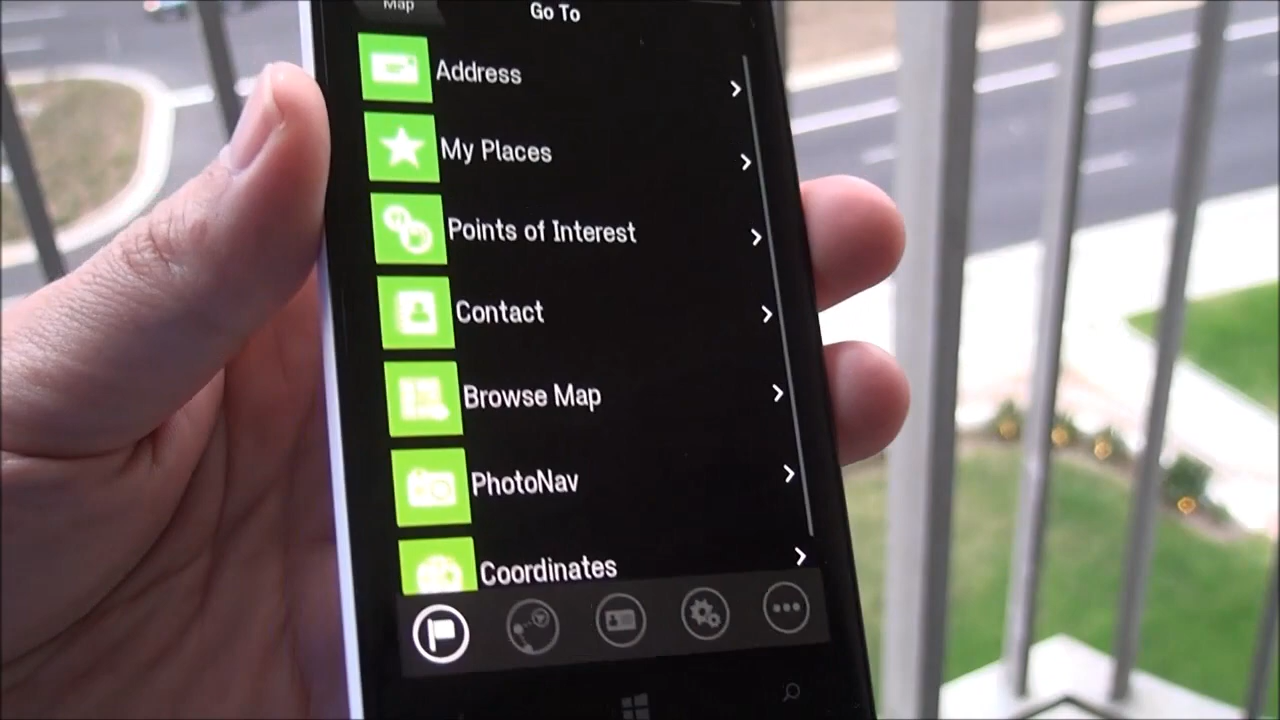 Map
Go To
Address
My Places
Points of Interest
Contact
Browse Map
PhotoNav
Coordinates